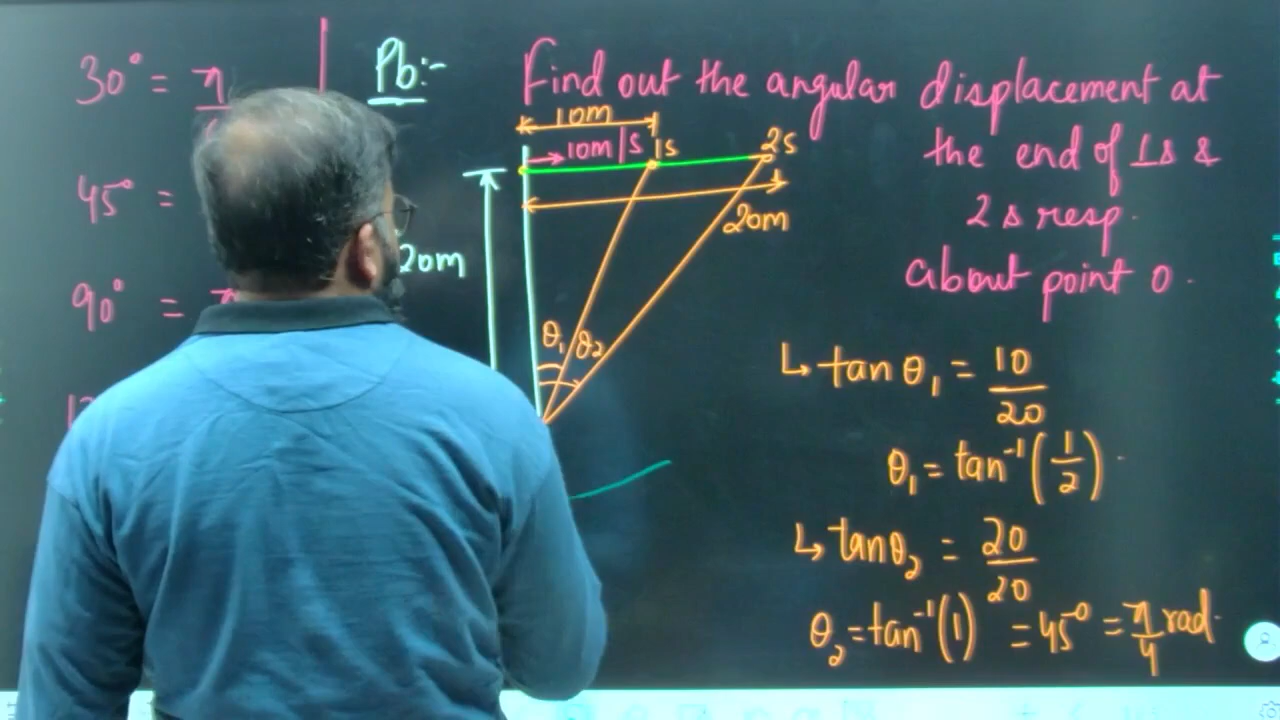 30° = π
45° =
90° = π
Pb:-
Find out the angular displacement at
the end of 1s &
2s resp.
about point O.
10m
10m/s
1s
2s
20m
20m
θ₁
θ₂
↳ tan θ₁ = 10/20
θ₁ = tan⁻¹(1/2)
↳ tanθ₂ = 20/20
θ₂ = tan⁻¹(1) = 45° = π/4 rad.